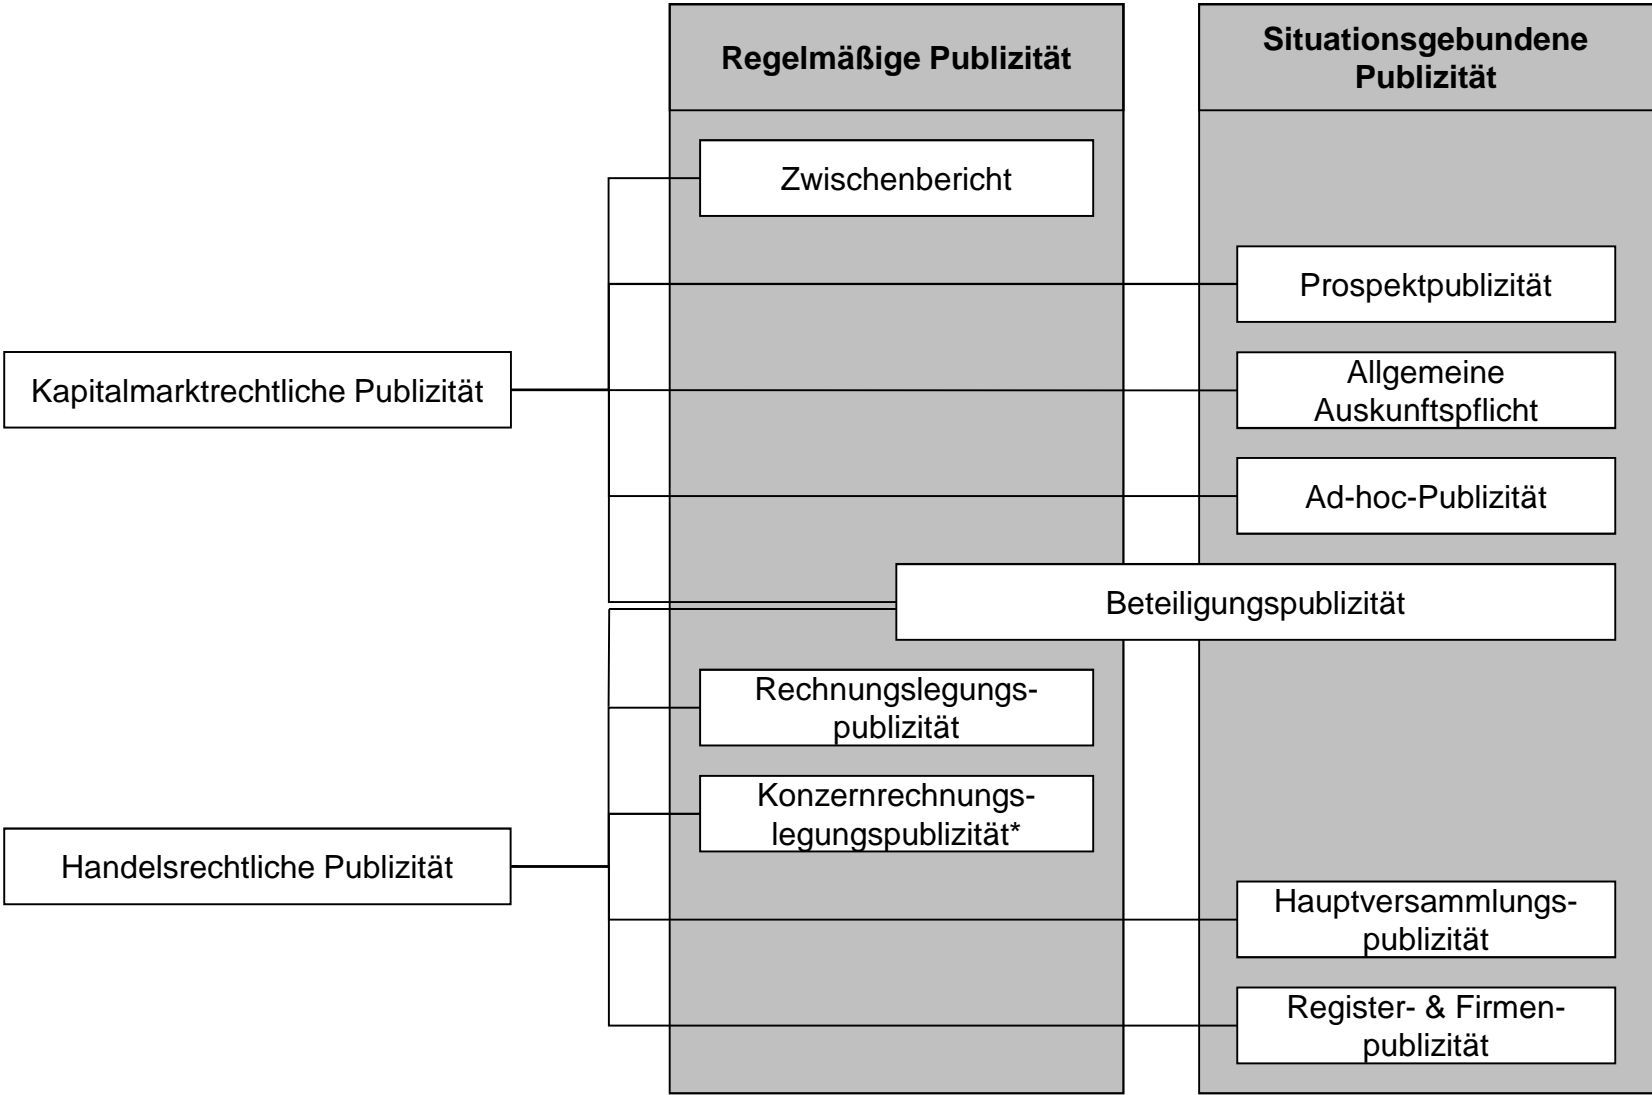 Regelmäßige Publizität
Situationsgebundene
Publizität
Zwischenbericht
Prospektpublizität
Kapitalmarktrechtliche Publizität
Allgemeine
Auskunftspflicht
Ad-hoc-Publizität
Beteiligungspublizität
Rechnungslegungs-
publizität
Konzernrechnungs-
legungspublizität*
Handelsrechtliche Publizität
Hauptversammlungs-
publizität
Register- & Firmen-
publizität